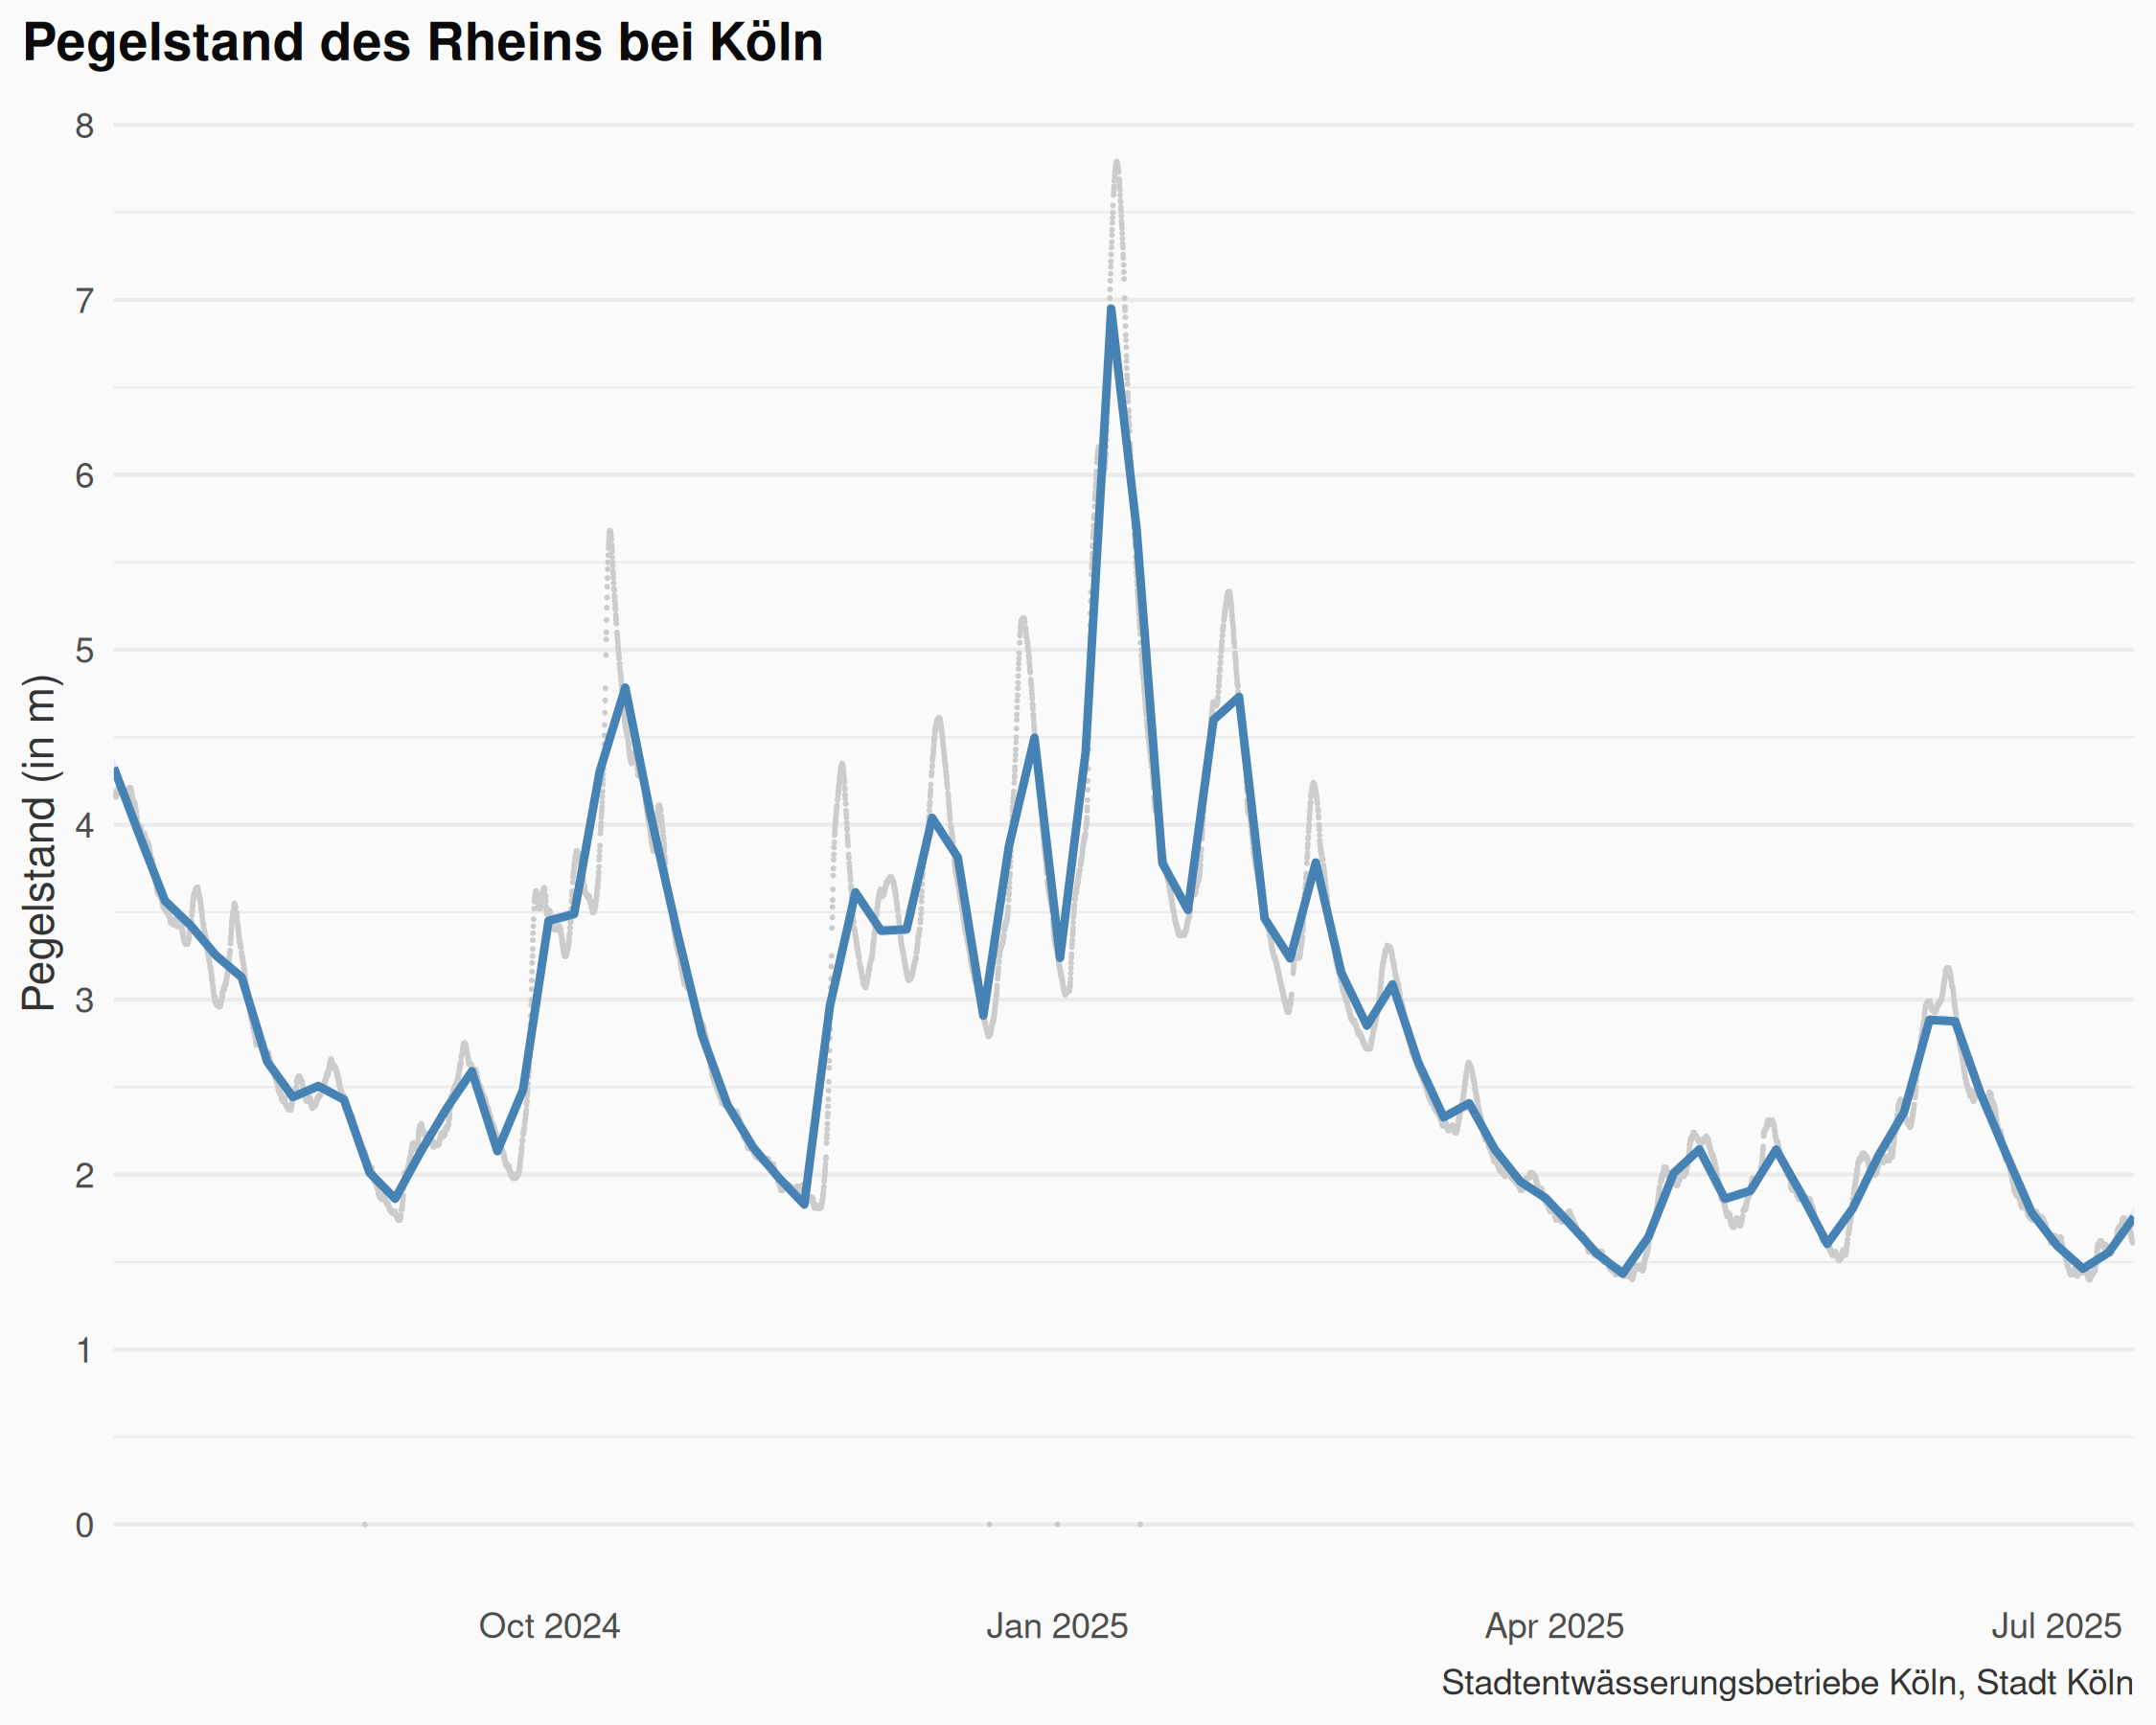 Pegelstand des Rheins bei Köln
Pegelstand (in m)
8
7
6
5
4
3
2
1
0
Oct 2024
Jan 2025
Apr 2025
Jul 2025
Stadtentwässerungsbetriebe Köln, Stadt Köln